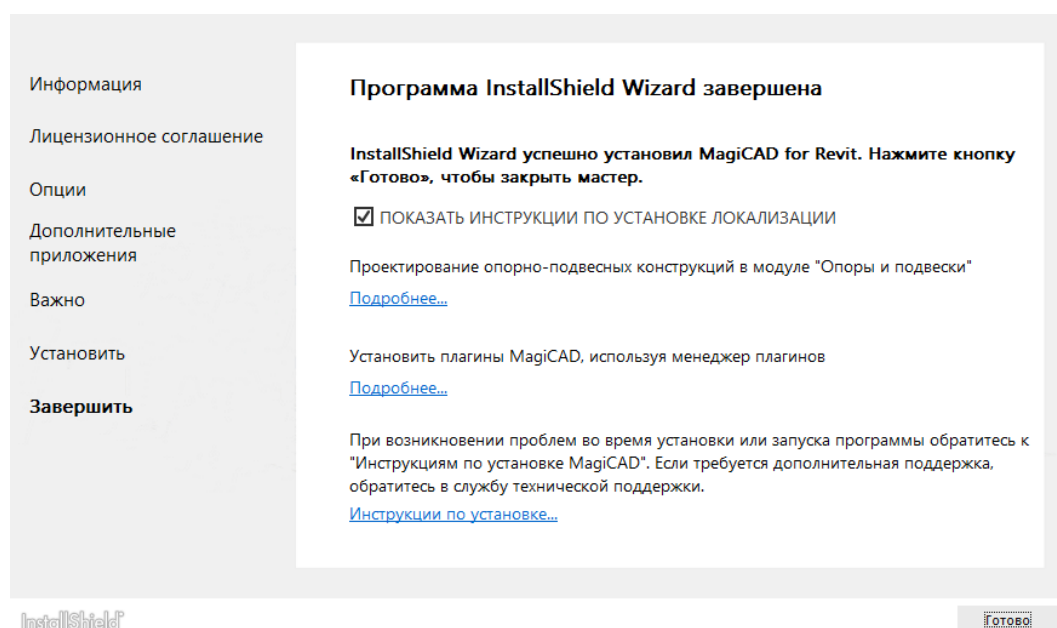 Информация
Лицензионное соглашение
Опции
Дополнительные
приложения
Важно
Установить
Завершить
Программа InstallShield Wizard завершена
InstallShield Wizard успешно установил MagiCAD for Revit. Нажмите кнопку
«Готово», чтобы закрыть мастер.
ПОКАЗАТЬ ИНСТРУКЦИИ ПО УСТАНОВКЕ ЛОКАЛИЗАЦИИ
Проектирование опорно-подвесных конструкций в модуле "Опоры и подвески"
Подробнее...
Установить плагины MagiCAD, используя менеджер плагинов
Подробнее...
При возникновении проблем во время установки или запуска программы обратитесь к
"Инструкциям по установке MagiCAD". Если требуется дополнительная поддержка,
обратитесь в службу технической поддержки.
Инструкции по установке...
InstallShield
Готово